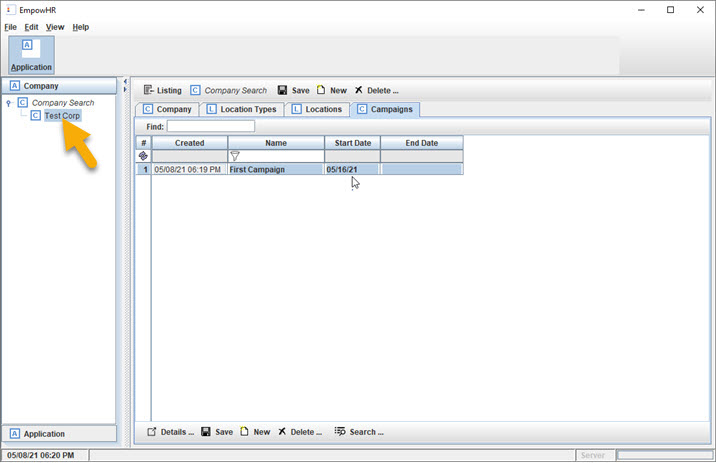 EmpowHR
File Edit View Help
A
Application
A Company
C Company Search
C Test Corp
A Application
Listing C Company Search Save New Delete ...
C Company L Location Types L Locations C Campaigns
Find:
# Created Name Start Date End Date
1 05/08/21 06:19 PM First Campaign 05/16/21
Details ... Save New Delete ... Search ...
05/08/21 06:20 PM Server